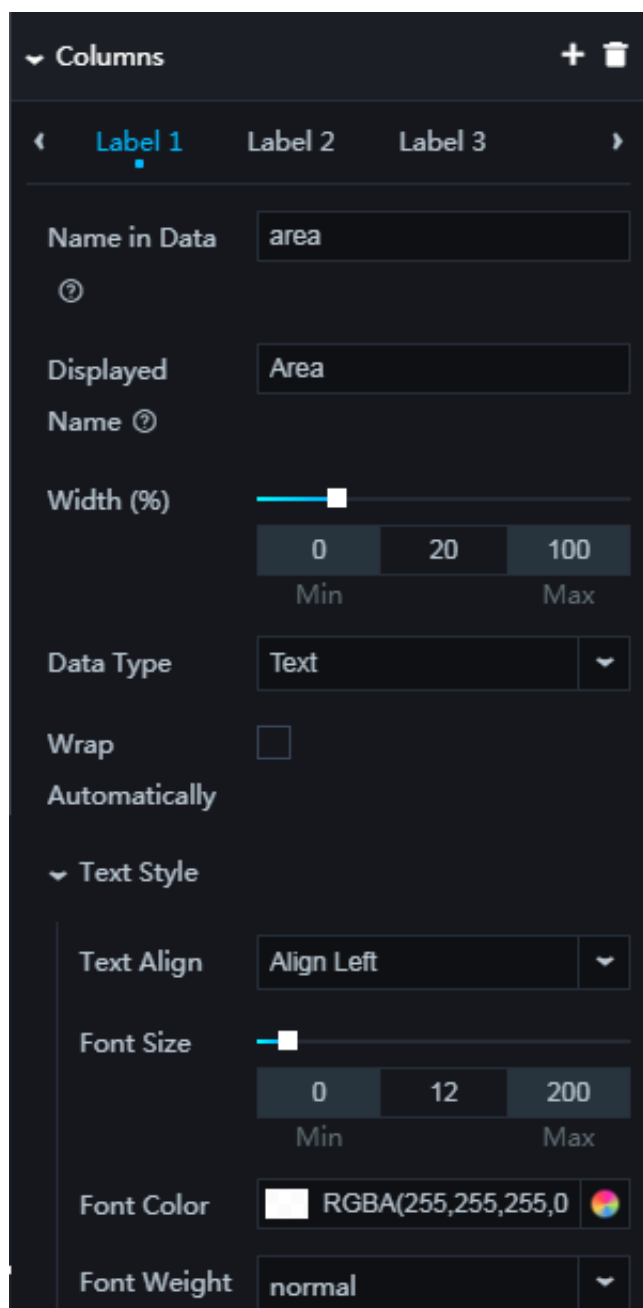 Columns
Label 1 Label 2 Label 3
Name in Data area
Displayed Area
Name
Width (%)
0 20 100
Min Max
Data Type Text
Wrap
Automatically
Text Style
Text Align Align Left
Font Size
0 12 200
Min Max
Font Color RGBA(255,255,255,0
Font Weight normal